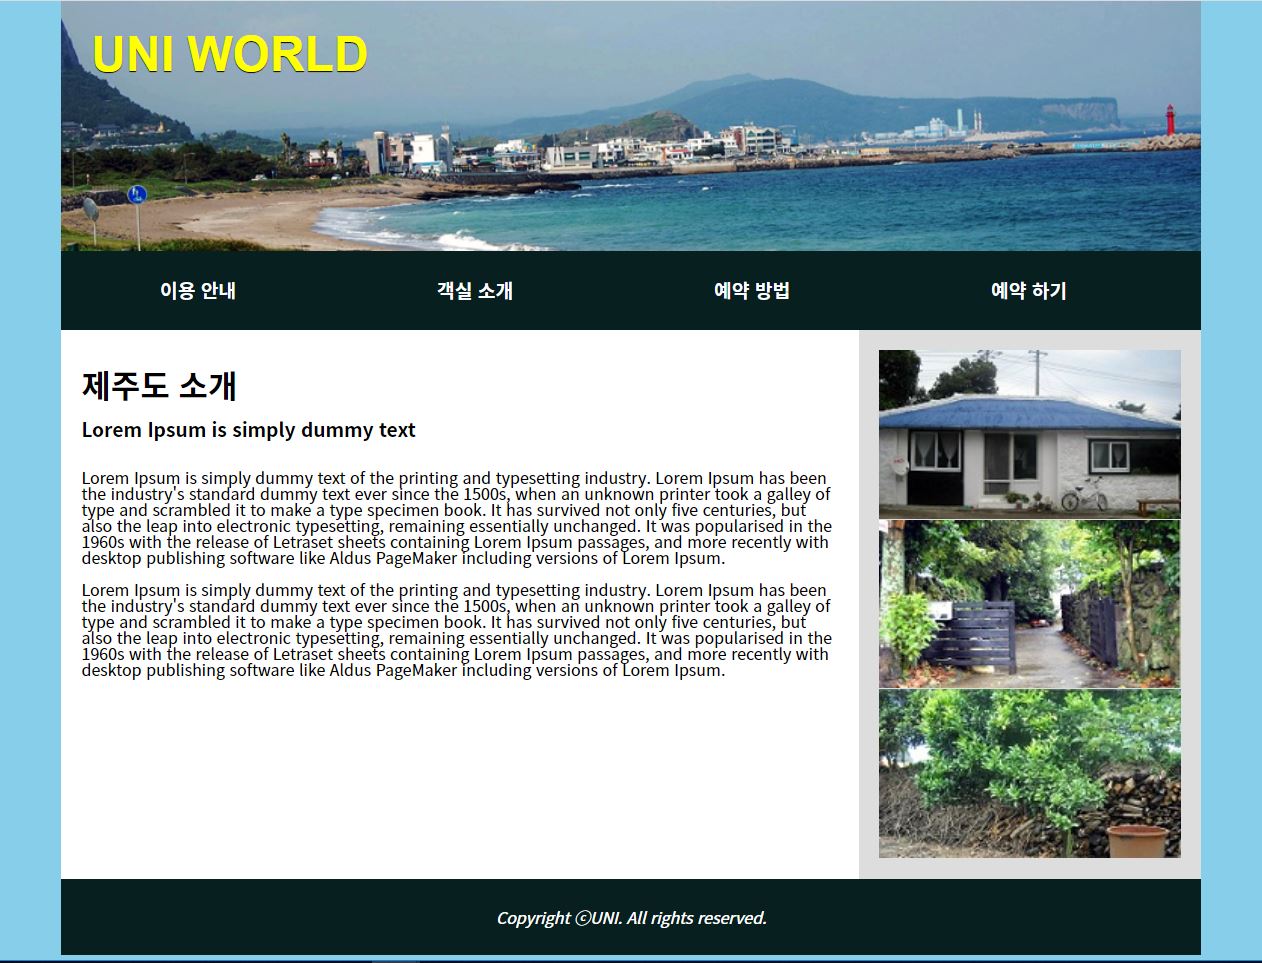 UNI WORLD
이용 안내
객실 소개
예약 방법
예약 하기
제주도 소개
Lorem Ipsum is simply dummy text
Lorem Ipsum is simply dummy text of the printing and typesetting industry. Lorem Ipsum has been
the industry's standard dummy text ever since the 1500s, when an unknown printer took a galley of
type and scrambled it to make a type specimen book. It has survived not only five centuries, but
also the leap into electronic typesetting, remaining essentially unchanged. It was popularised in the
1960s with the release of Letraset sheets containing Lorem Ipsum passages, and more recently with
desktop publishing software like Aldus PageMaker including versions of Lorem Ipsum.
Lorem Ipsum is simply dummy text of the printing and typesetting industry. Lorem Ipsum has been
the industry's standard dummy text ever since the 1500s, when an unknown printer took a galley of
type and scrambled it to make a type specimen book. It has survived not only five centuries, but
also the leap into electronic typesetting, remaining essentially unchanged. It was popularised in the
1960s with the release of Letraset sheets containing Lorem Ipsum passages, and more recently with
desktop publishing software like Aldus PageMaker including versions of Lorem Ipsum.
Copyright ⓒUNI. All rights reserved.